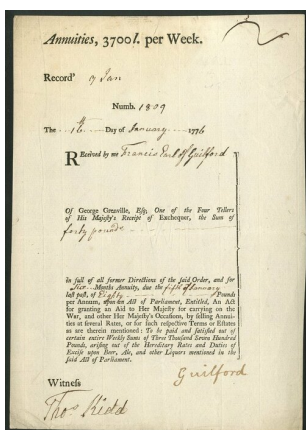 Annuities, 3700l. per Week.
Record' 9 Jan
Numb. 1809
The 16th Day of January 1776
Received by me Francis Earl of Guilford
Of George Grenville, Esq; One of the Four Tellers
of His Majesty's Receipt of Exchequer, the Sum of
forty pounds
In full of all former Directions of the said Order, and for
Six Months Annuity, due the fifth of January
last past, of Eighty Pounds
per Annum, upon an Act of Parliament, Entitled, An Act
for granting an Aid to Her Majesty for carrying on the
War, and other Her Majesty's Occasions, by selling Annui-
ties at several Rates, or for such respective Terms or Estates
as are therein mentioned: To be paid and satisfied out of
certain Weekly Sums of Three Thousand Seven Hundred
Pounds, arising out of the Hereditary Rates and Duties of
Excise upon Beer, Ale, and other Liquors mentioned in the
said Act of Parliament.
Guilford
Witness
Thos Kidd